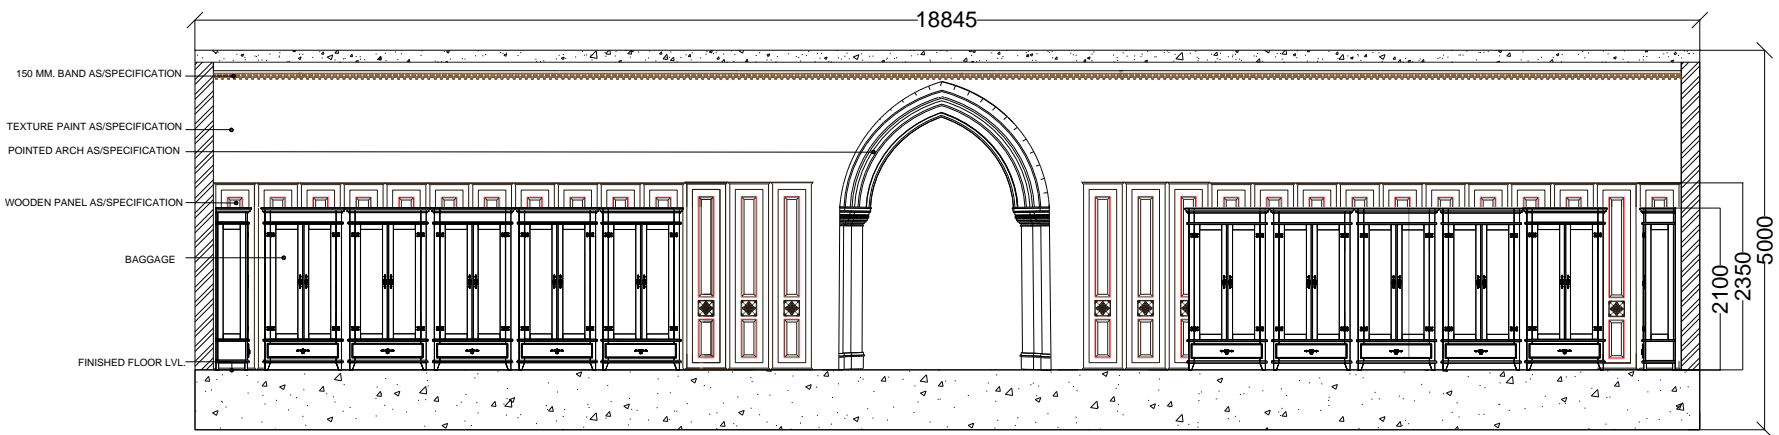 18845
150 MM. BAND AS/SPECIFICATION
TEXTURE PAINT AS/SPECIFICATION
POINTED ARCH AS/SPECIFICATION
WOODEN PANEL AS/SPECIFICATION
BAGGAGE
FINISHED FLOOR LVL.
2100
2350
5000